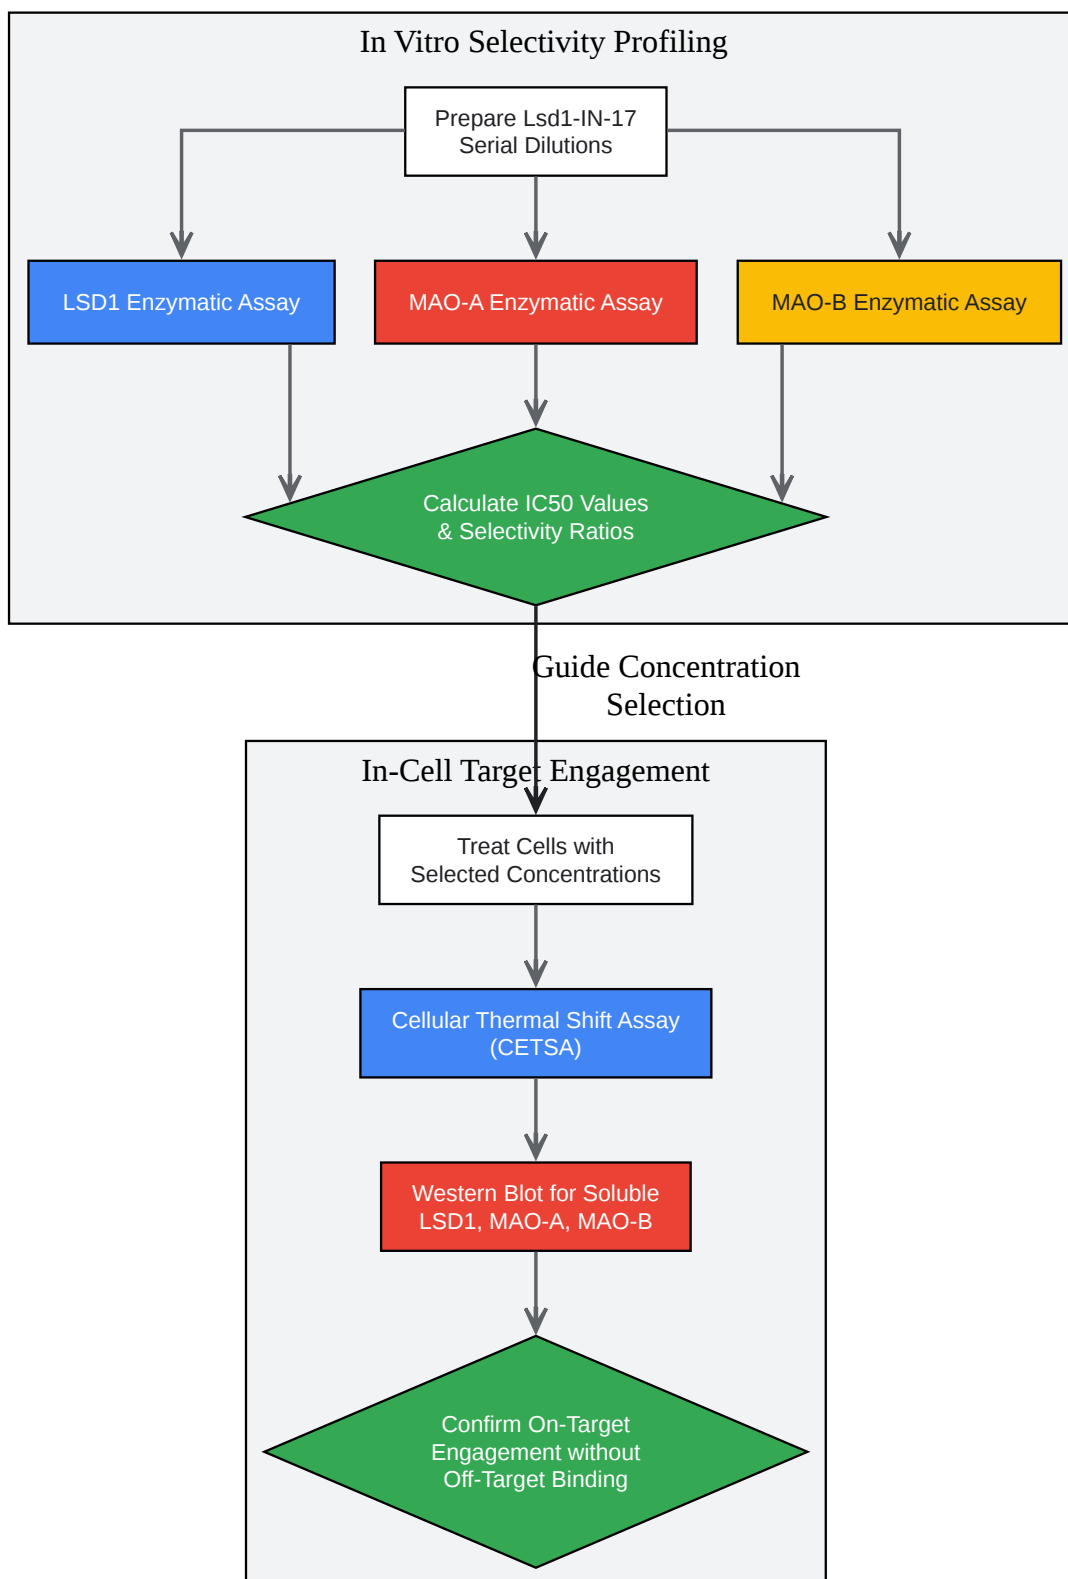 In Vitro Selectivity Profiling
Prepare Lsd1-IN-17
Serial Dilutions
LSD1 Enzymatic Assay
MAO-A Enzymatic Assay
MAO-B Enzymatic Assay
Calculate IC50 Values
& Selectivity Ratios
Guide Concentration
Selection
In-Cell Target Engagement
Treat Cells with
Selected Concentrations
Cellular Thermal Shift Assay
(CETSA)
Western Blot for Soluble
LSD1, MAO-A, MAO-B
Confirm On-Target
Engagement without
Off-Target Binding